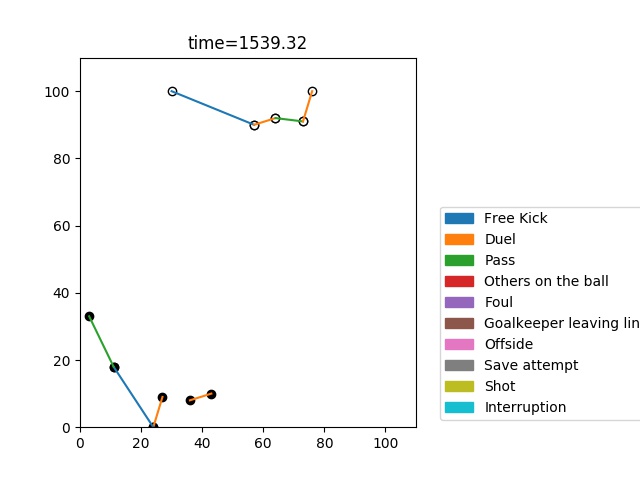 time=1539.32
100
80
60
40
20
0
0 20 40 60 80 100
Free Kick
Duel
Pass
Others on the ball
Foul
Goalkeeper leaving lin
Offside
Save attempt
Shot
Interruption